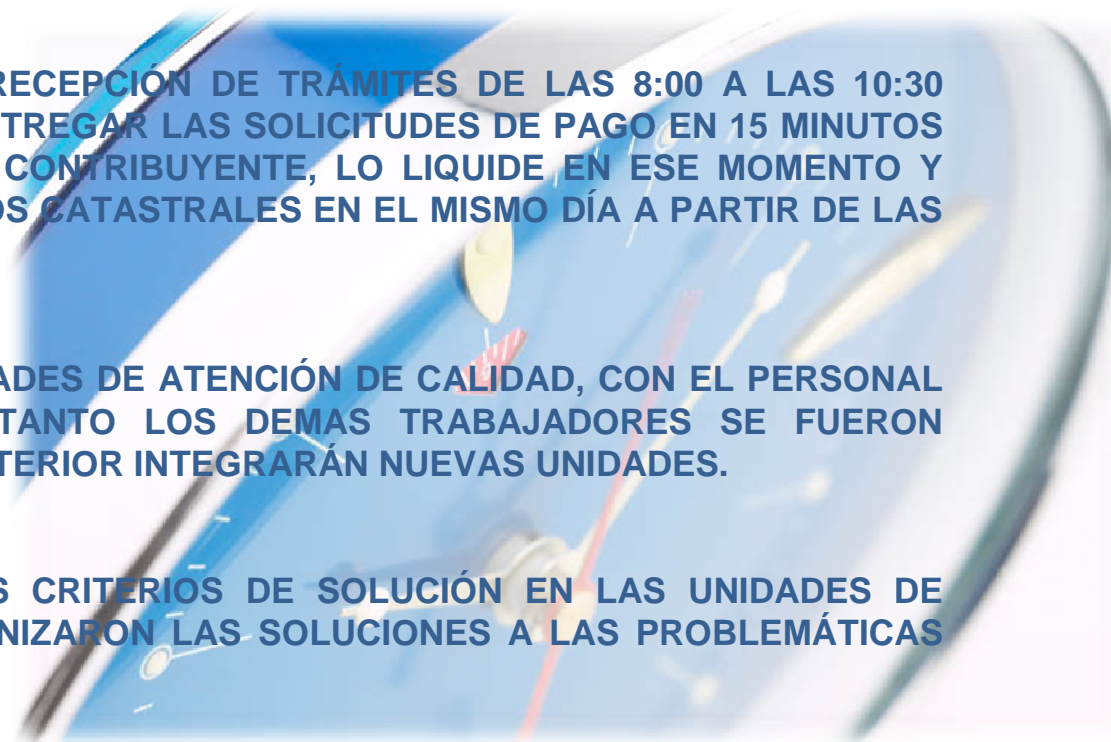 RECEPCIÓN DE TRÁMITES DE LAS 8:00 A LAS 10:30
TREGAR LAS SOLICITUDES DE PAGO EN 15 MINUTOS
CONTRIBUYENTE, LO LIQUIDE EN ESE MOMENTO Y
OS CATASTRALES EN EL MISMO DÍA A PARTIR DE LAS
ADES DE ATENCIÓN DE CALIDAD, CON EL PERSONAL
TANTO LOS DEMAS TRABAJADORES SE FUERON
TERIOR INTEGRARÁN NUEVAS UNIDADES.
S CRITERIOS DE SOLUCIÓN EN LAS UNIDADES DE
NIZARON LAS SOLUCIONES A LAS PROBLEMÁTICAS